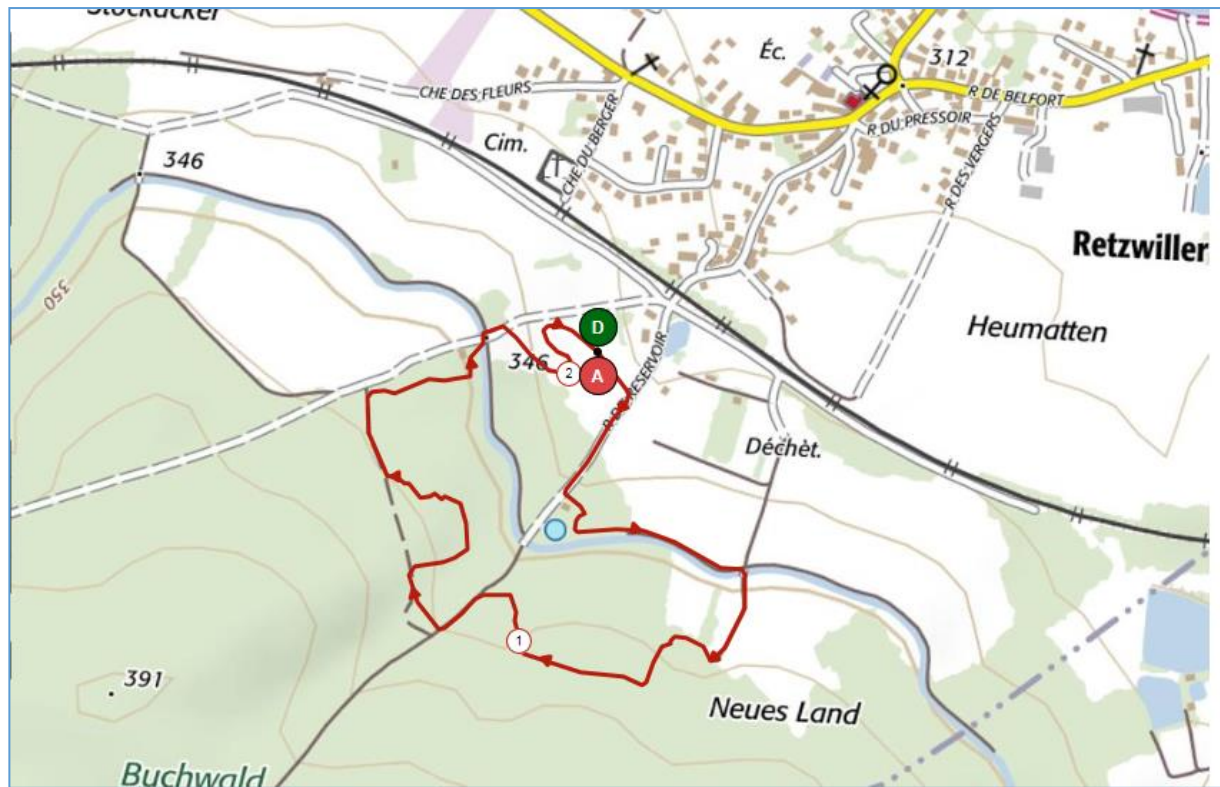 Stockacker
Éc.
312
CHE DES FLEURS
R DE BELFORT
R DU PRESSOIR
Cim.
CHE DU BERGER
R DES VERGERS
346
Retzwiller
350
D
Heumatten
346
2
A
R DU RESERVOIR
Déchèt.
1
391
Neues Land
Buchwald